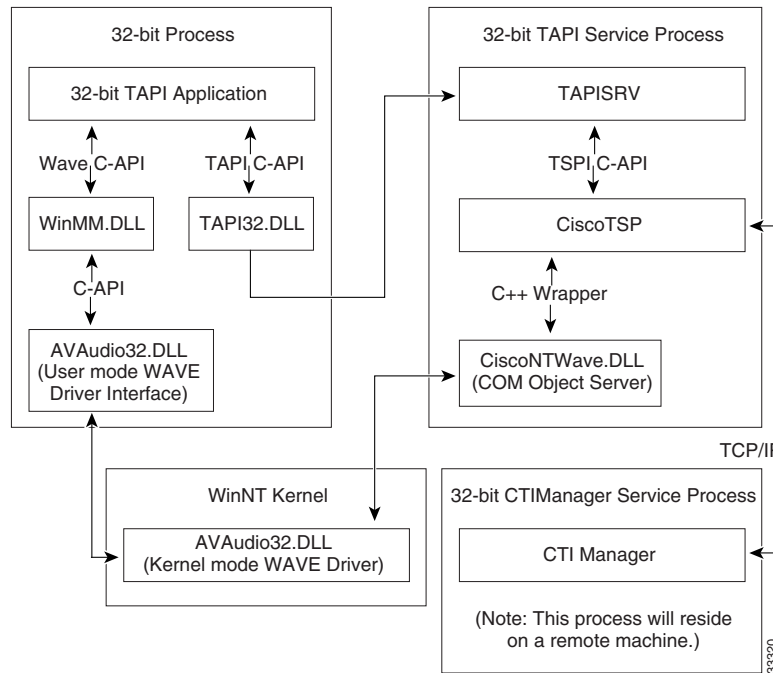 32-bit Process
32-bit TAPI Application
Wave C-API
TAPI C-API
WinMM.DLL
TAPI32.DLL
C-API
AVAudio32.DLL
(User mode WAVE
Driver Interface)
32-bit TAPI Service Process
TAPISRV
TSPI C-API
CiscoTSP
C++ Wrapper
CiscoNTWave.DLL
(COM Object Server)
TCP/IP
WinNT Kernel
AVAudio32.DLL
(Kernel mode WAVE Driver)
32-bit CTIManager Service Process
CTI Manager
(Note: This process will reside
on a remote machine.)
33320